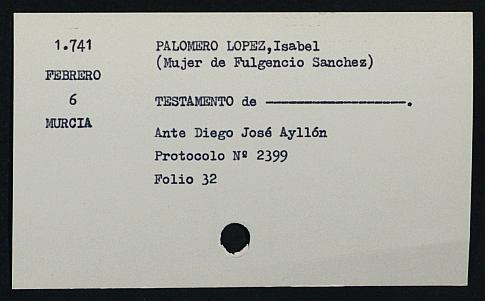 1.741
FEBRERO
6
MURCIA
PALOMERO LOPEZ,Isabel
(Mujer de Fulgencio Sanchez)
TESTAMENTO de ————————————.
Ante Diego José Ayllón
Protocolo Nº 2399
Folio 32